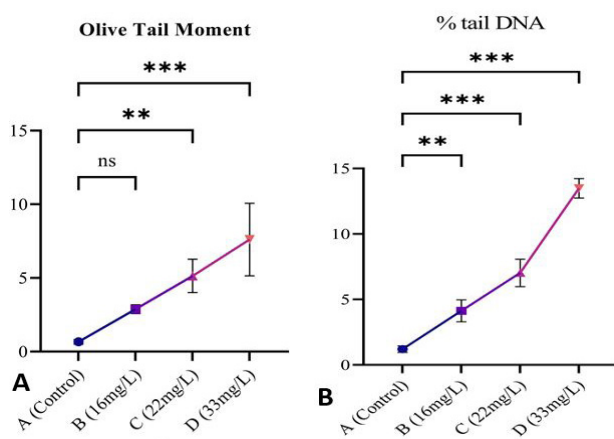 Olive Tail Moment
***
**
ns
15
10
5
0
A (Control)
B (16mg/L)
C (22mg/L)
D (33mg/L)
A
% tail DNA
***
***
**
15
10
5
0
A (Control)
B (16mg/L)
C (22mg/L)
D (33mg/L)
B